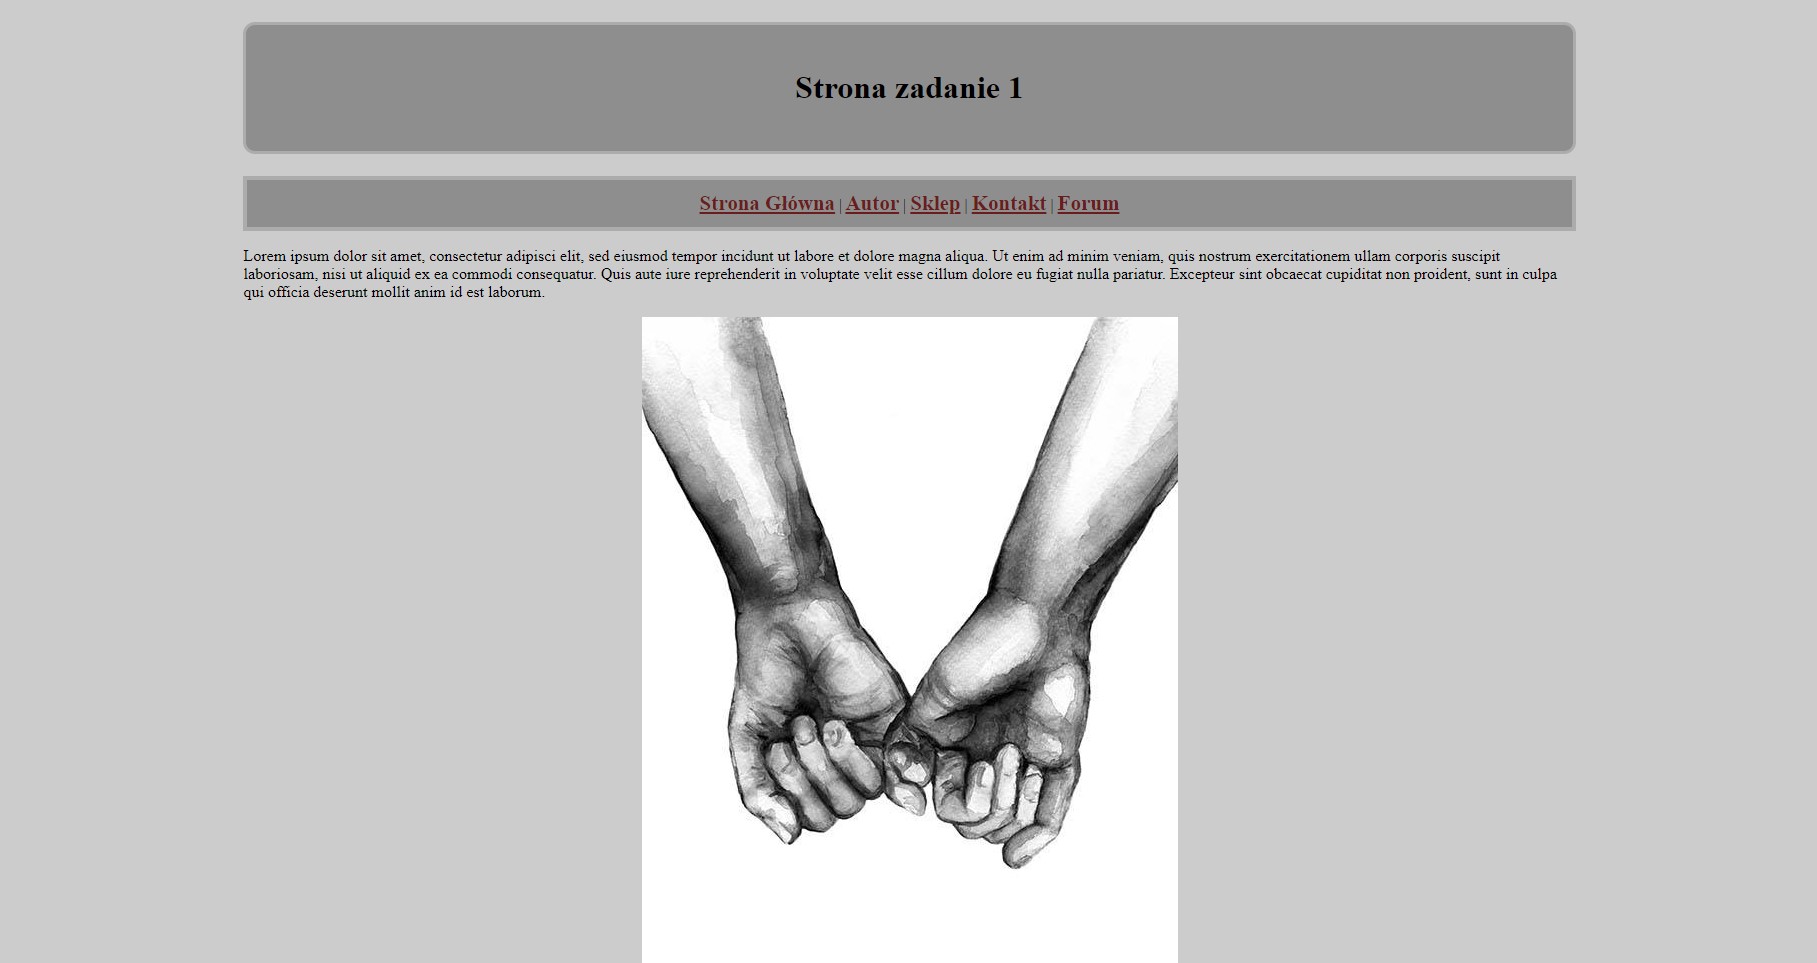 Strona zadanie 1
Strona Główna | Autor | Sklep | Kontakt | Forum
Lorem ipsum dolor sit amet, consectetur adipisci elit, sed eiusmod tempor incidunt ut labore et dolore magna aliqua. Ut enim ad minim veniam, quis nostrum exercitationem ullam corporis suscipit
laboriosam, nisi ut aliquid ex ea commodi consequatur. Quis aute iure reprehenderit in voluptate velit esse cillum dolore eu fugiat nulla pariatur. Excepteur sint obcaecat cupiditat non proident, sunt in culpa
qui officia deserunt mollit anim id est laborum.